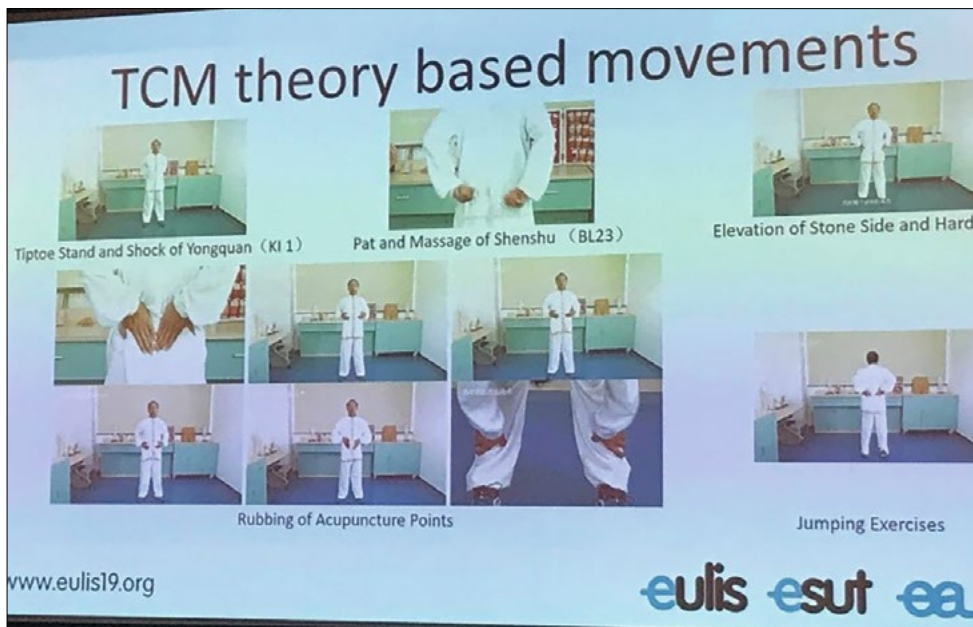 TCM theory based movements
Tiptoe Stand and Shock of Yongquan（KI 1）
Pat and Massage of Shenshu （BL23）
Elevation of Stone Side and Hard
Rubbing of Acupuncture Points
Jumping Exercises
www.eulis19.org
eulis esut ea